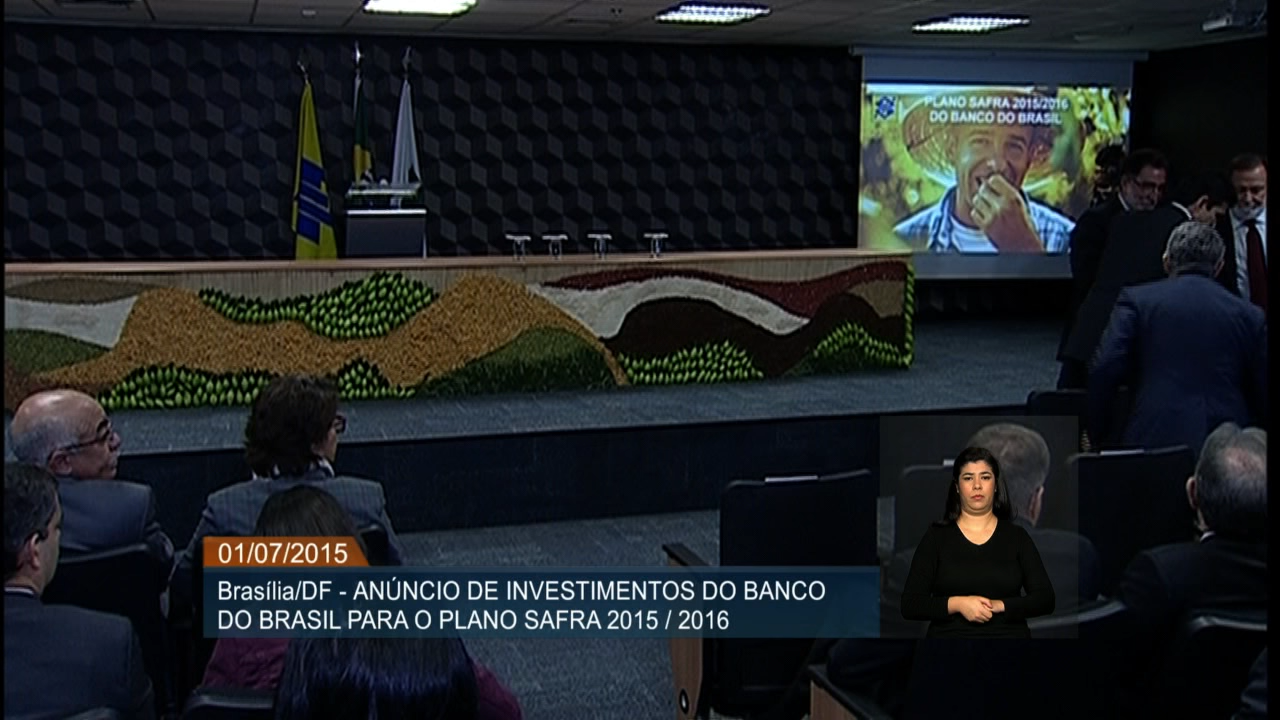 PLANO SAFRA 2015/2016
DO BANCO DO BRASIL
01/07/2015
Brasília/DF - ANÚNCIO DE INVESTIMENTOS DO BANCO
DO BRASIL PARA O PLANO SAFRA 2015 / 2016